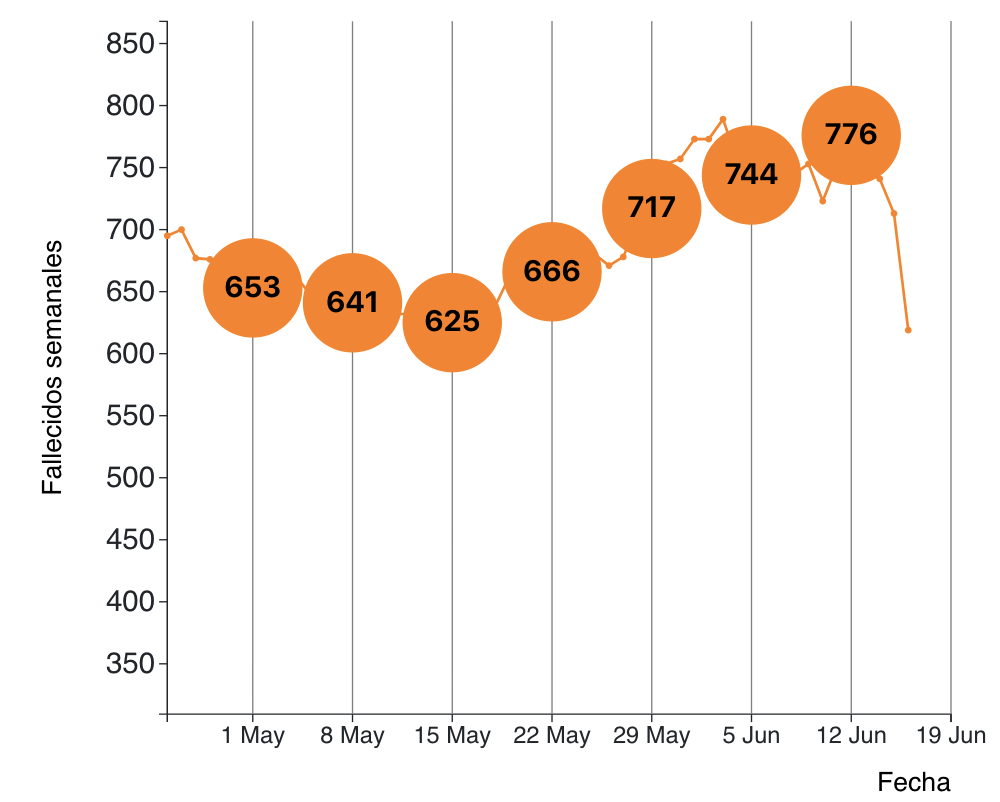 850
800
750
700
650
600
550
500
450
400
350
Fallecidos semanales
653
641
625
666
717
744
776
1 May
8 May
15 May
22 May
29 May
5 Jun
12 Jun
19 Jun
Fecha